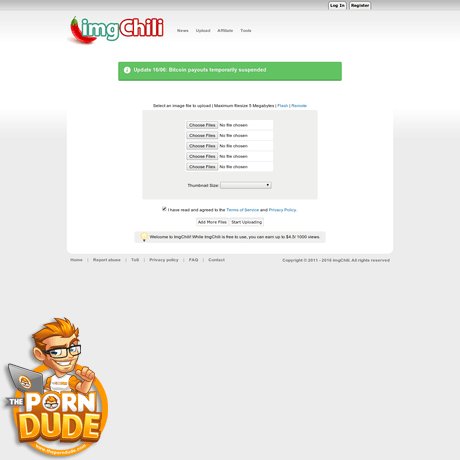 Log In Register
imgChili
News Upload Affiliate Tools
Update 16/06: Bitcoin payouts temporarily suspended
Select an image file to upload | Maximum Resize 5 Megabytes | Flash | Remote
Choose Files No file chosen
Choose Files No file chosen
Choose Files No file chosen
Choose Files No file chosen
Choose Files No file chosen
Thumbnail Size:
I have read and agreed to the Terms of Service and Privacy Policy.
Add More Files Start Uploading
Welcome to ImgChili! While ImgChili is free to use, you can earn up to $4.5/ 1000 views.
Home | Report abuse | ToS | Privacy policy | FAQ | Contact
Copyright © 2011 - 2016 ImgChili. All rights reserved
THE PORN DUDE
www.theporndude.com